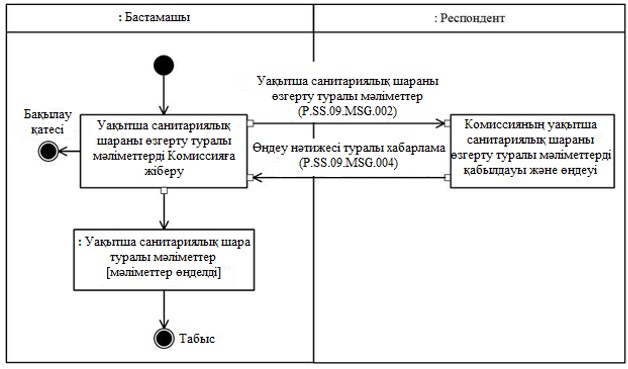 : Бастамашы
: Респондент
Уақытша санитариялық шараны
өзгерту туралы мәліметтер
(P.SS.09.MSG.002)
Бақылау
қатесі
Уақытша санитариялық
шараны өзгерту туралы
мәліметтерді Комиссияға
жіберу
Комиссияның уақытша
санитариялық шараны
өзгерту туралы мәліметтерді
қабылдауы және өңдеуі
Өңдеу нәтижесі туралы хабарлама
(P.SS.09.MSG.004)
: Уақытша санитариялық шара
туралы мәліметтер
[мәліметтер өңделді]
Табыс